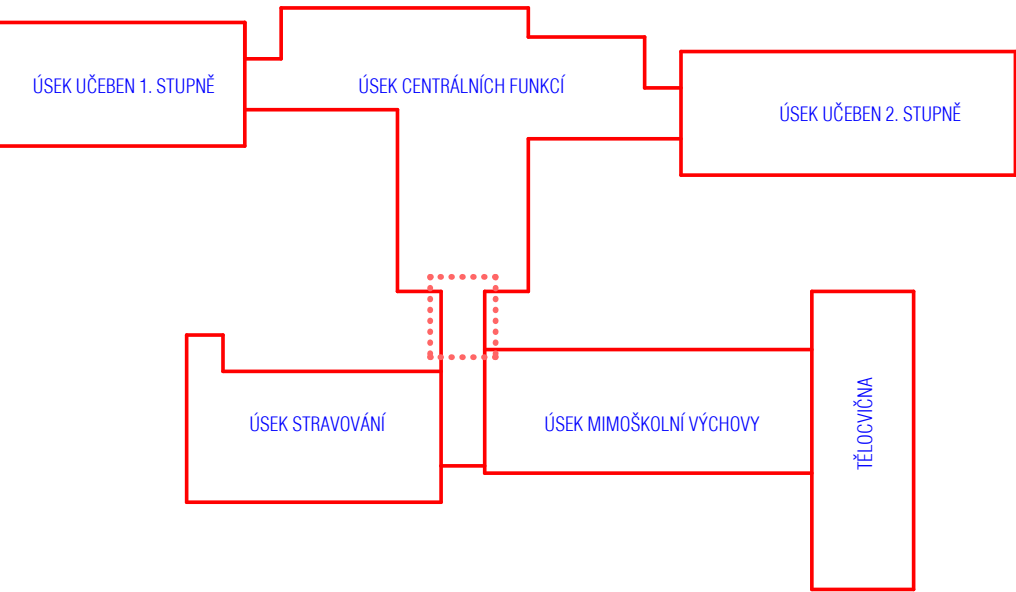 ÚSEK UČEBEN 1. STUPNĚ
ÚSEK CENTRÁLNÍCH FUNKCÍ
ÚSEK UČEBEN 2. STUPNĚ
ÚSEK STRAVOVÁNÍ
ÚSEK MIMOŠKOLNÍ VÝCHOVY
TĚLOCVIČNA